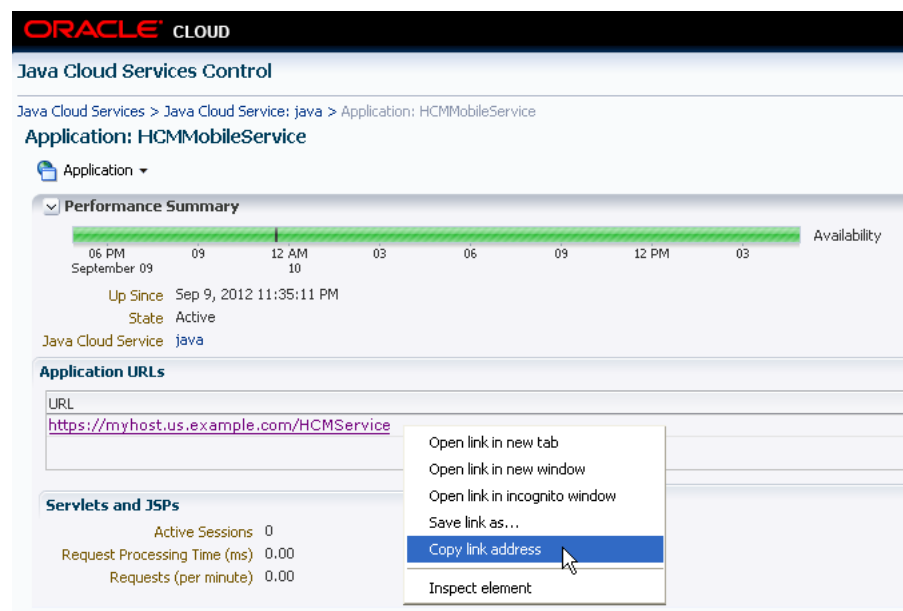 ORACLE CLOUD
Java Cloud Services Control
Java Cloud Services > Java Cloud Service: java > Application: HCMMobileService
Application: HCMMobileService
Application
Performance Summary
Availability
06 PM 09 12 AM 03 06 09 12 PM 03
September 09 10
Up Since Sep 9, 2012 11:35:11 PM
State Active
Java Cloud Service java
Application URLs
URL
https://myhost.us.example.com/HCMService
Open link in new tab
Open link in new window
Open link in incognito window
Save link as...
Copy link address
Inspect element
Servlets and JSPs
Active Sessions 0
Request Processing Time (ms) 0.00
Requests (per minute) 0.00